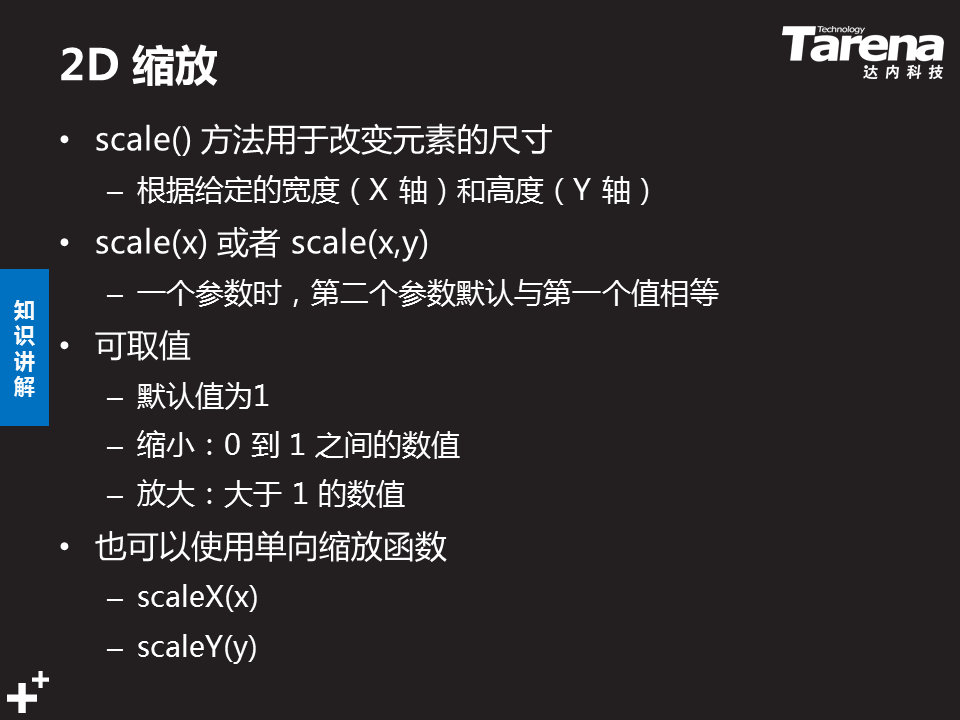 2D 缩放
Technology
Tarena
达内科技
• scale() 方法用于改变元素的尺寸
– 根据给定的宽度（X 轴）和高度（Y 轴）
• scale(x) 或者 scale(x,y)
– 一个参数时，第二个参数默认与第一个值相等
知识讲解
• 可取值
– 默认值为1
– 缩小：0 到 1 之间的数值
– 放大：大于 1 的数值
• 也可以使用单向缩放函数
– scaleX(x)
– scaleY(y)